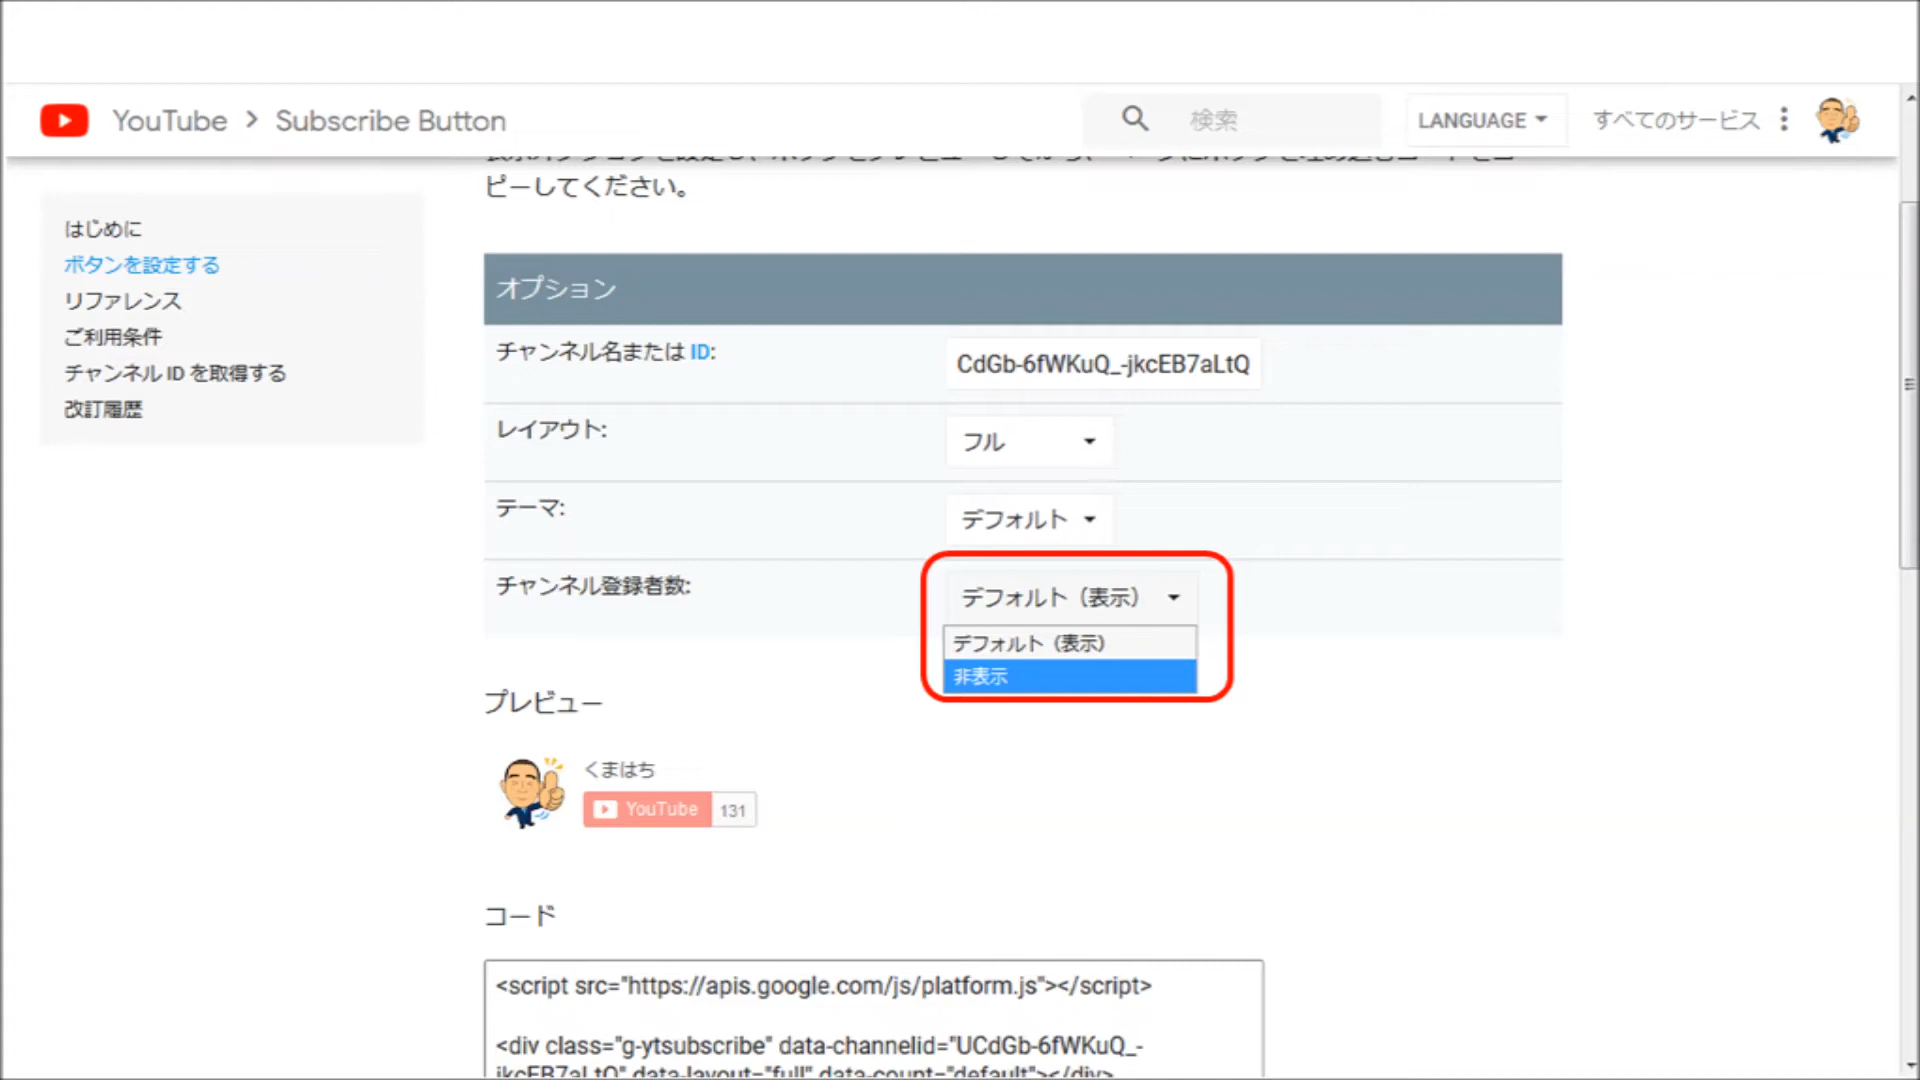 YouTube > Subscribe Button
検索
LANGUAGE
すべてのサービス
はじめに
ボタンを設定する
リファレンス
ご利用条件
チャンネル ID を取得する
改訂履歴
ピーしてください。
オプション
チャンネル名または ID:
CdGb-6fWKuQ_-jkcEB7aLtQ
レイアウト:
フル
テーマ:
デフォルト
チャンネル登録者数:
デフォルト（表示）
デフォルト（表示）
非表示
プレビュー
くまはち
YouTube 131
コード
<script src="https://apis.google.com/js/platform.js"></script>
<div class="g-ytsubscribe" data-channelid="UCdGb-6fWKuQ_-
jkcEB7aLtQ" data-layout="full" data-count="default"></div>